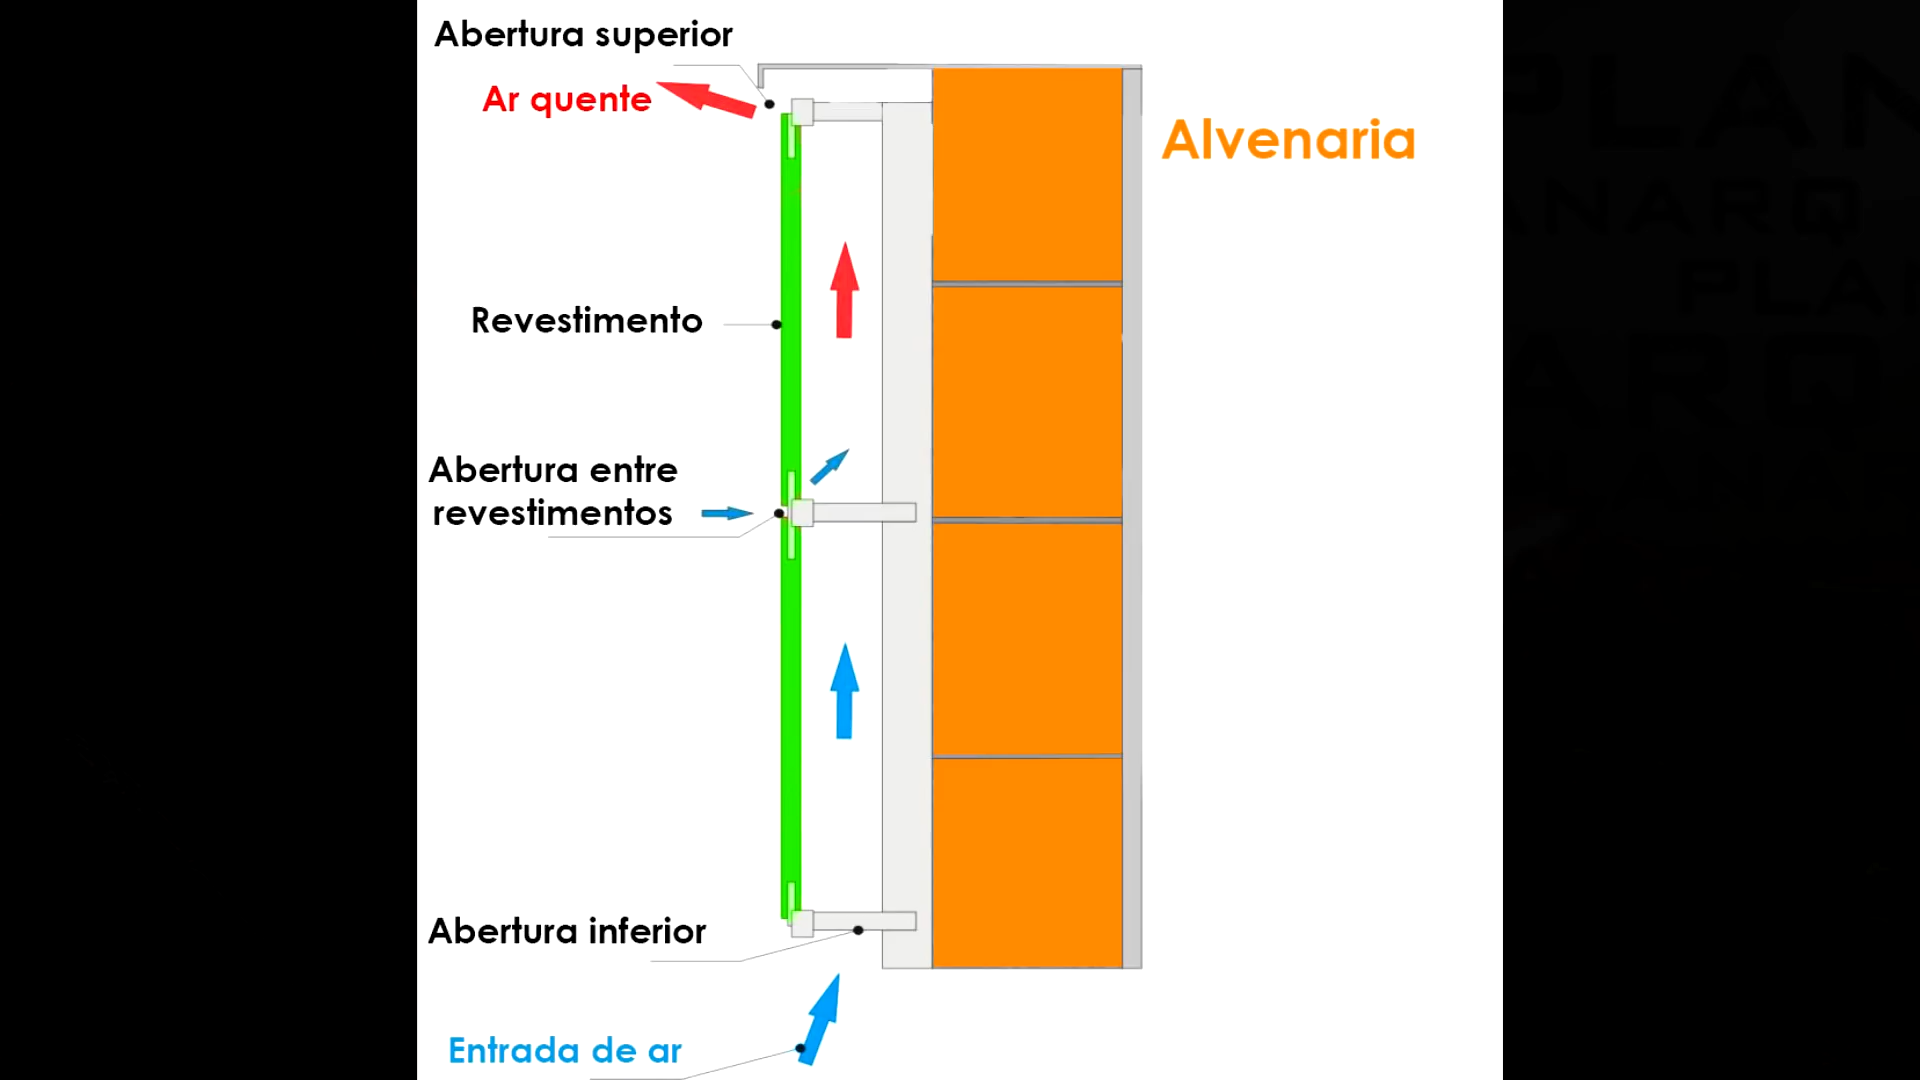 Abertura superior
Ar quente
Alvenaria
Revestimento
Abertura entre
revestimentos
Abertura inferior
Entrada de ar